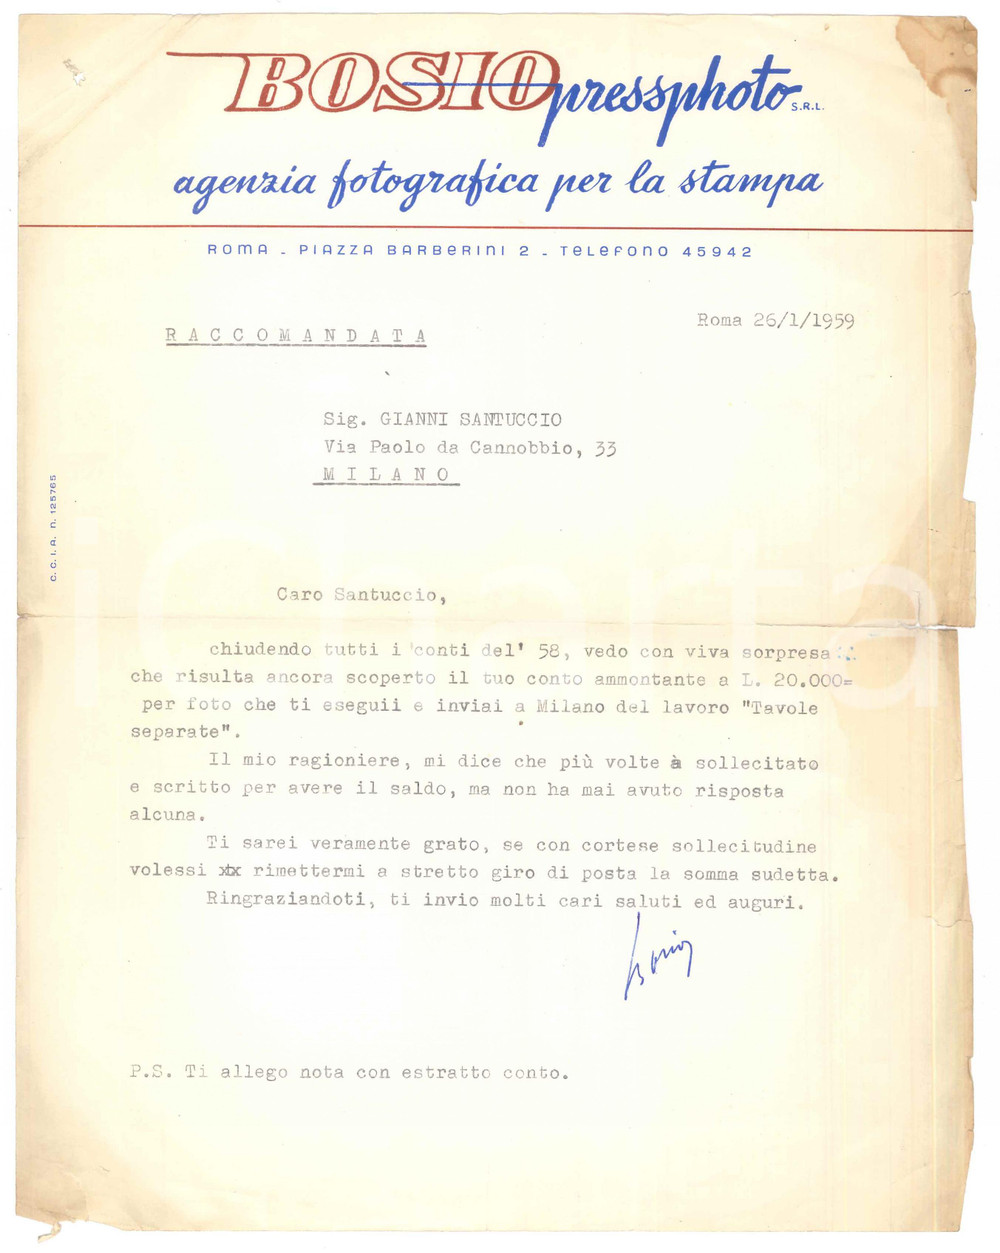 BOSIO pressphoto S.R.L.
agenzia fotografica per la stampa
ROMA - PIAZZA BARBERINI 2 - TELEFONO 45942
Roma 26/1/1959
R A C C O M A N D A T A
Sig. GIANNI SANTUCCIO
Via Paolo da Cannobbio, 33
M I L A N O
C. C. I. A. n. 125765
Caro Santuccio,
chiudendo tutti i conti del' 58, vedo con viva sorpresa
che risulta ancora scoperto il tuo conto ammontante a L. 20.000=
per foto che ti eseguii e inviai a Milano del lavoro "Tavole
separate".
Il mio ragioniere, mi dice che più volte à sollecitato
e scritto per avere il saldo, ma non ha mai avuto risposta
alcuna.
Ti sarei veramente grato, se con cortese sollecitudine
volessi xtx rimettermi a stretto giro di posta la somma sudetta.
Ringraziandoti, ti invio molti cari saluti ed auguri.
Bosio
P.S. Ti allego nota con estratto conto.
iCharta